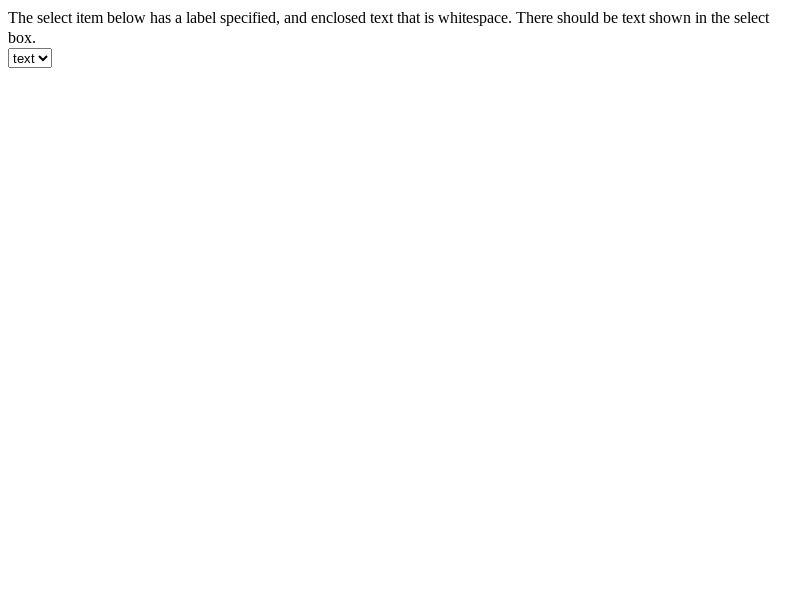 The select item below has a label specified, and enclosed text that is whitespace. There should be text shown in the select
box.
text